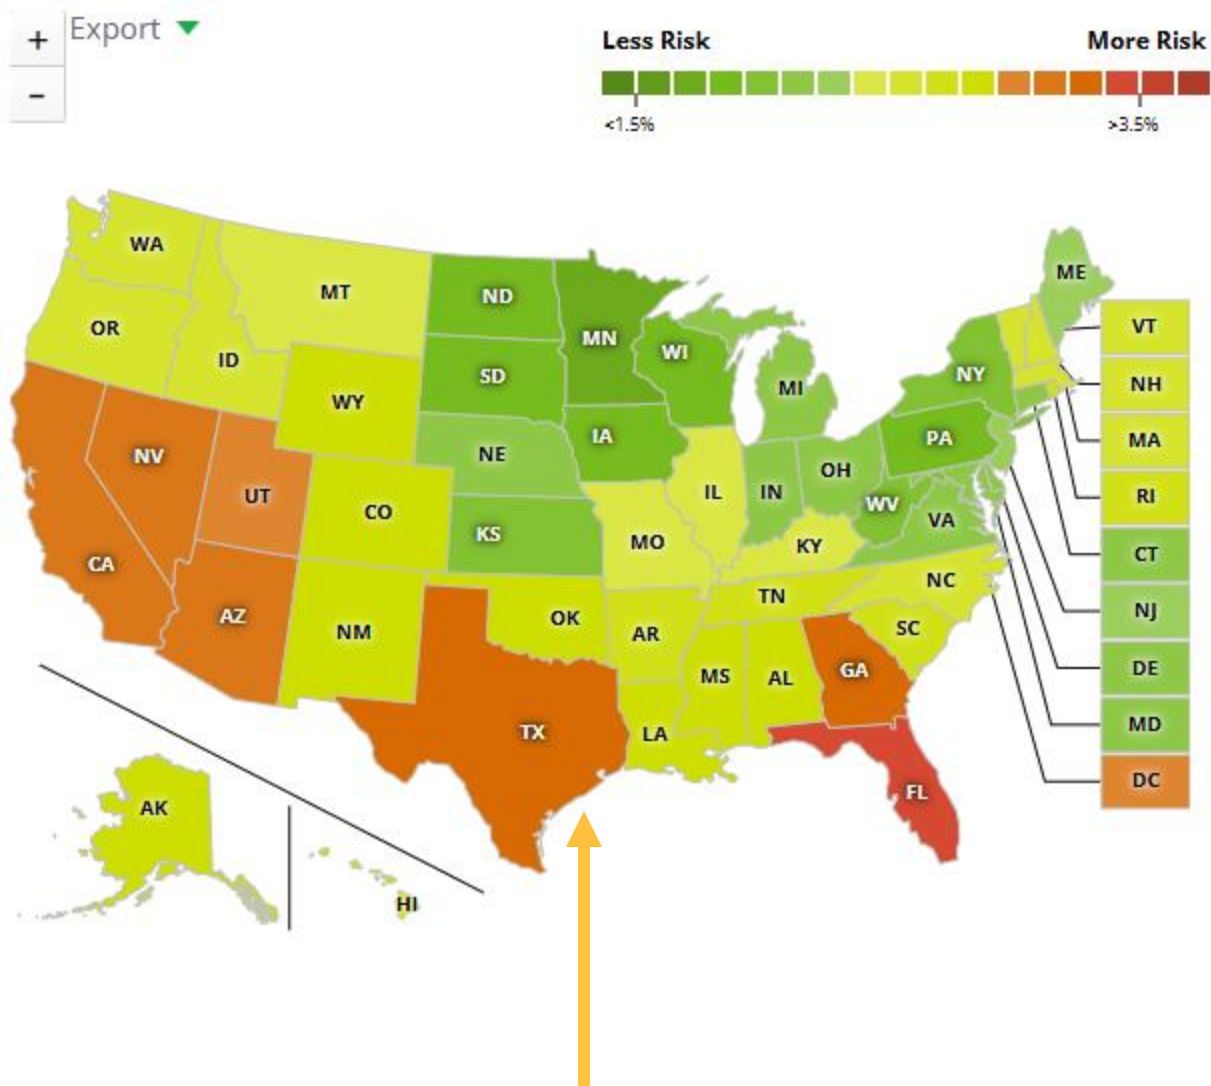 +
Export
-
Less Risk
More Risk
<1.5%
>3.5%
WA
MT
ND
MN
ME
OR
ID
SD
WI
VT
WY
MI
NY
NH
NV
NE
IA
PA
MA
UT
CO
IL
IN
OH
RI
KS
WV
VA
CA
MO
KY
CT
AZ
NM
OK
TN
NC
NJ
AR
SC
MS
AL
GA
DE
TX
LA
MD
FL
DC
AK
HI